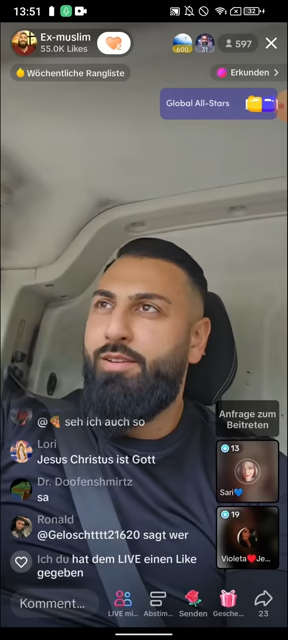 13:51
32
Ex-muslim
55.0K Likes
600
31
597
Wöchentliche Rangliste
Erkunden >
Global All-Stars
@🍕 seh ich auch so
Anfrage zum
Beitreten
Lori
Jesus Christus ist Gott
13
Sari💙
Dr. Doofenshmirtz
sa
Ronald
@Geloschtttt21620 sagt wer
19
Violeta❤️Je...
Ich du hat dem LIVE einen Like
gegeben
Komment...
LIVE mi...
Abstim...
Senden
Gesche...
23